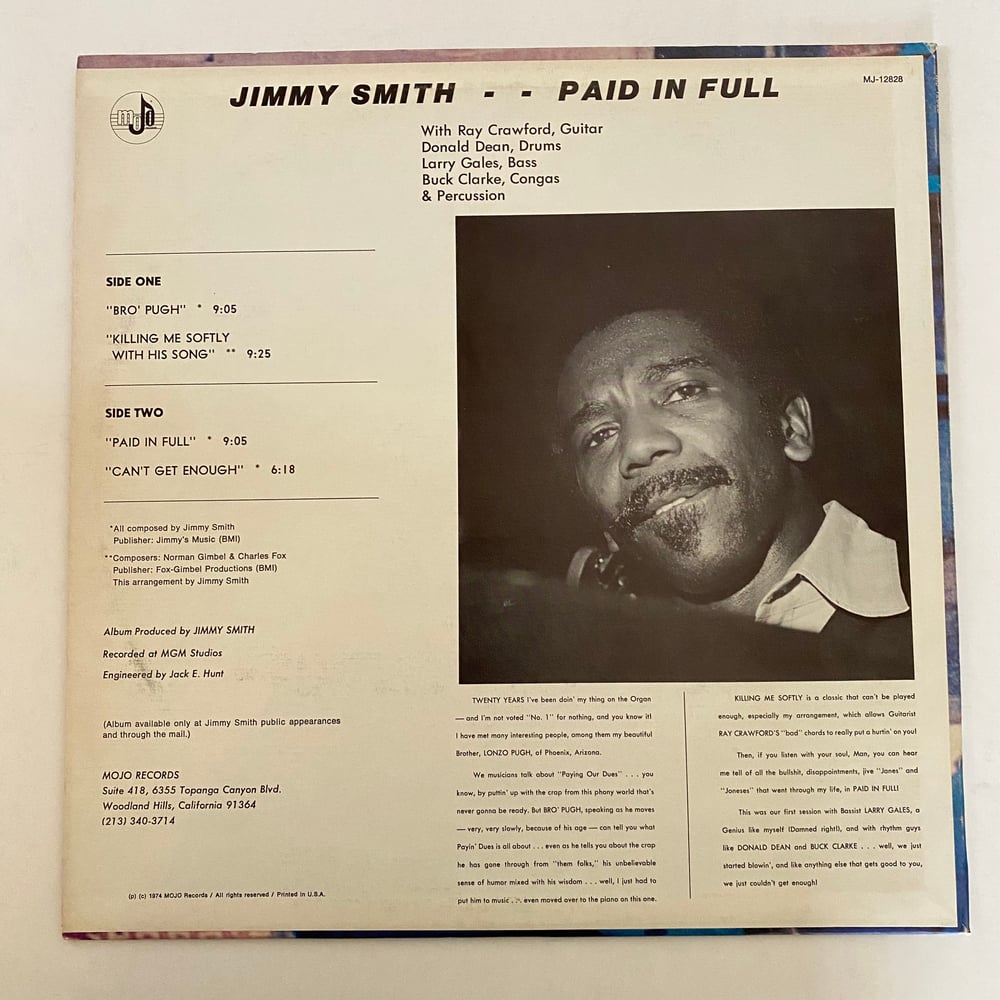 JIMMY SMITH - - PAID IN FULL
MJ-12828
mojo
With Ray Crawford, Guitar
Donald Dean, Drums
Larry Gales, Bass
Buck Clarke, Congas
& Percussion
SIDE ONE
"BRO' PUGH" * 9:05
"KILLING ME SOFTLY
WITH HIS SONG" ** 9:25
SIDE TWO
"PAID IN FULL" * 9:05
"CAN'T GET ENOUGH" * 6:18
*All composed by Jimmy Smith
Publisher: Jimmy's Music (BMI)
**Composers: Norman Gimbel & Charles Fox
Publisher: Fox-Gimbel Productions (BMI)
This arrangement by Jimmy Smith
Album Produced by JIMMY SMITH
Recorded at MGM Studios
Engineered by Jack E. Hunt
(Album available only at Jimmy Smith public appearances
and through the mail.)
MOJO RECORDS
Suite 418, 6355 Topanga Canyon Blvd.
Woodland Hills, California 91364
(213) 340-3714
(p) (c) 1974 MOJO Records / All rights reserved / Printed in U.S.A.
TWENTY YEARS I've been doin' my thing on the Organ
— and I'm not voted "No. 1" for nothing, and you know it!
I have met many interesting people, among them my beautiful
Brother, LONZO PUGH, of Phoenix, Arizona.
We musicians talk about "Paying Our Dues" . . . you
know, by puttin' up with the crap from this phony world that's
never gonna be ready. But BRO' PUGH, speaking as he moves
— very, very slowly, because of his age — can tell you what
Payin' Dues is all about . . . even as he tells you about the crap
he has gone through from "them folks," his unbelievable
sense of humor mixed with his wisdom . . . well, I just had to
put him to music . . . even moved over to the piano on this one.
KILLING ME SOFTLY is a classic that can't be played
enough, especially my arrangement, which allows Guitarist
RAY CRAWFORD'S "bad" chords to really put a hurtin' on you!
Then, if you listen with your soul, Man, you can hear
me tell of all the bullshit, disappointments, jive "Janes" and
"Joneses" that went through my life, in PAID IN FULL!
This was our first session with Bassist LARRY GALES, a
Genius like myself (Damned right!), and with rhythm guys
like DONALD DEAN and BUCK CLARKE . . . well, we just
started blowin', and like anything else that gets good to you,
we just couldn't get enough!